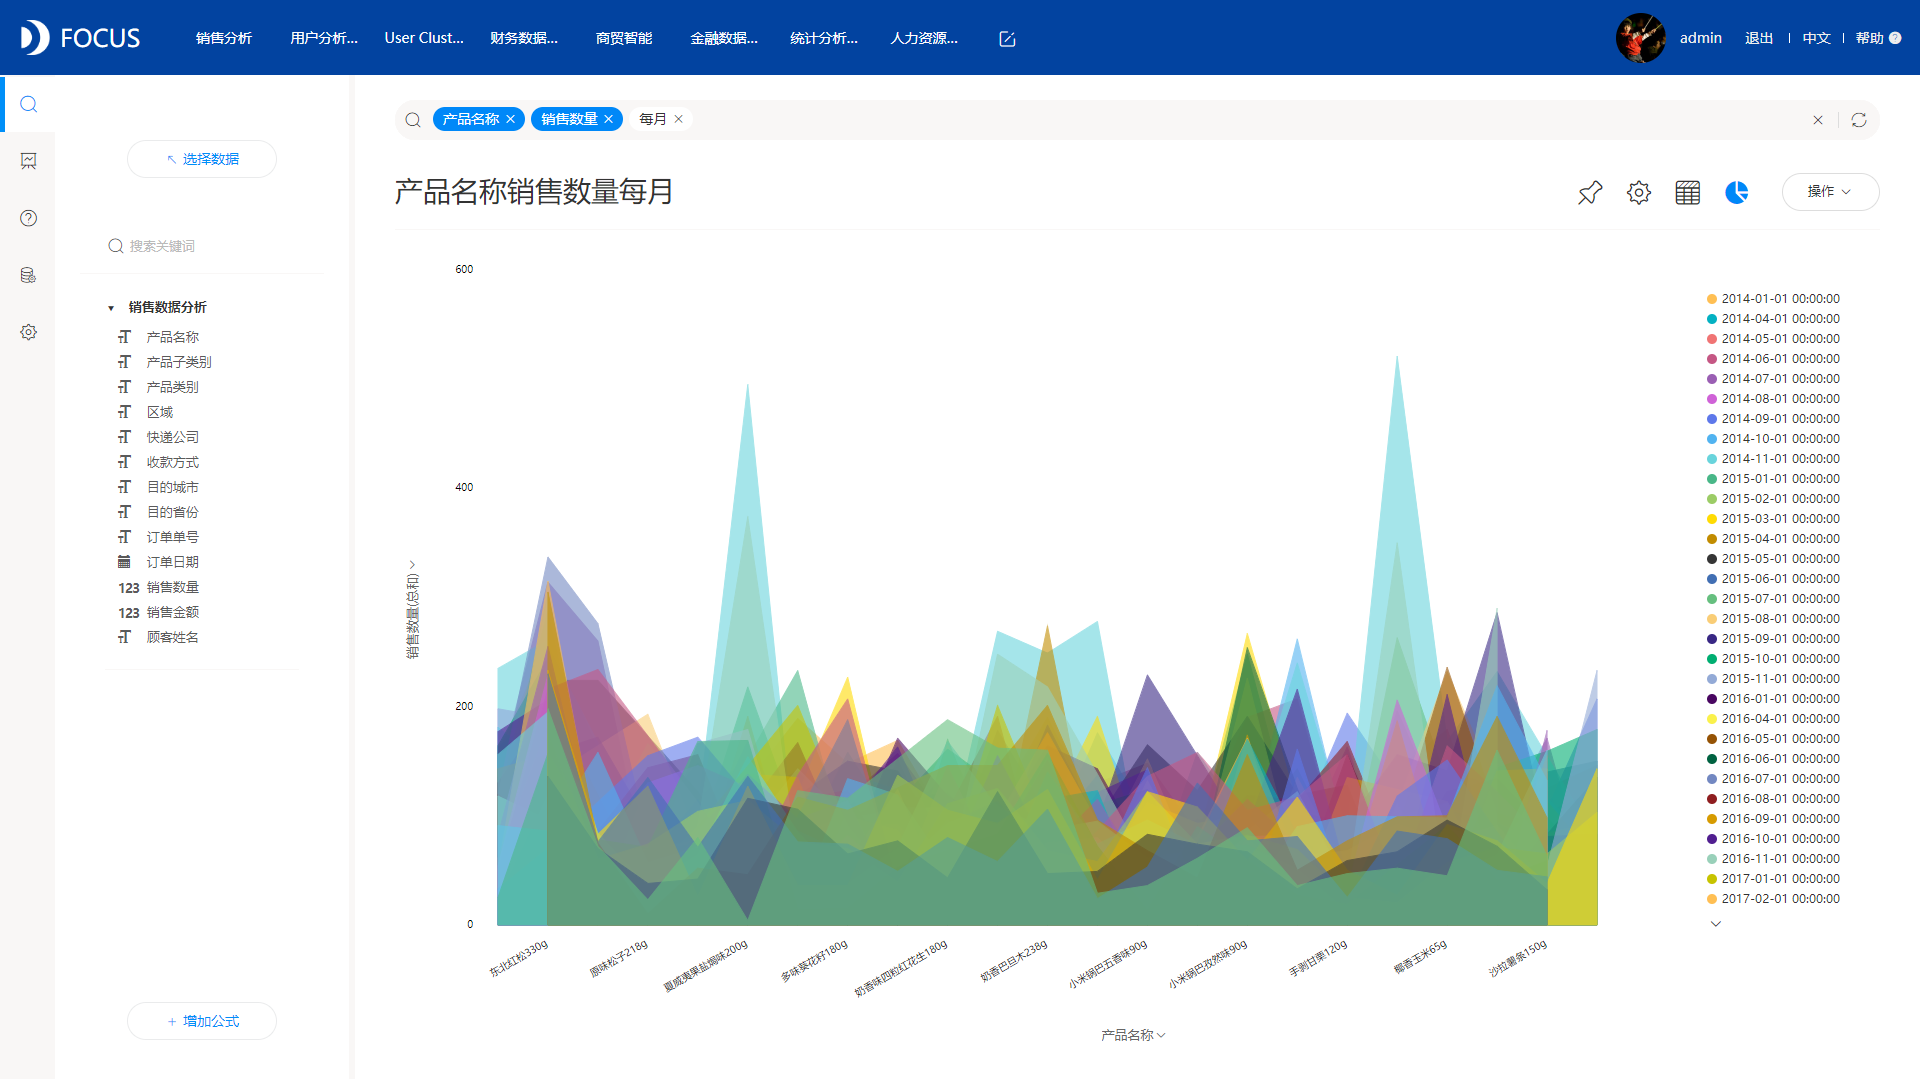 FOCUS 销售分析 用户分析... User Clust... 财务数据... 商贸智能 金融数据... 统计分析... 人力资源... admin 退出 中文 帮助
产品名称 × 销售数量 × 每月 ×
选择数据
产品名称销售数量每月
操作
搜索关键词
销售数据分析
产品名称
产品子类别
产品类别
区域
快递公司
收款方式
目的城市
目的省份
订单单号
订单日期
123 销售数量
123 销售金额
顾客姓名
+ 增加公式
600
400
200
0
销售数量(总和)
东北红松330g
原味松子218g
夏威夷果盐焗味200g
多味葵花籽180g
奶香味四粒红花生180g
奶香巴旦木238g
小米锅巴五香味90g
小米锅巴孜然味90g
手剥甘栗120g
椰香玉米65g
沙拉薯条150g
产品名称
2014-01-01 00:00:00
2014-04-01 00:00:00
2014-05-01 00:00:00
2014-06-01 00:00:00
2014-07-01 00:00:00
2014-08-01 00:00:00
2014-09-01 00:00:00
2014-10-01 00:00:00
2014-11-01 00:00:00
2015-01-01 00:00:00
2015-02-01 00:00:00
2015-03-01 00:00:00
2015-04-01 00:00:00
2015-05-01 00:00:00
2015-06-01 00:00:00
2015-07-01 00:00:00
2015-08-01 00:00:00
2015-09-01 00:00:00
2015-10-01 00:00:00
2015-11-01 00:00:00
2016-01-01 00:00:00
2016-04-01 00:00:00
2016-05-01 00:00:00
2016-06-01 00:00:00
2016-07-01 00:00:00
2016-08-01 00:00:00
2016-09-01 00:00:00
2016-10-01 00:00:00
2016-11-01 00:00:00
2017-01-01 00:00:00
2017-02-01 00:00:00